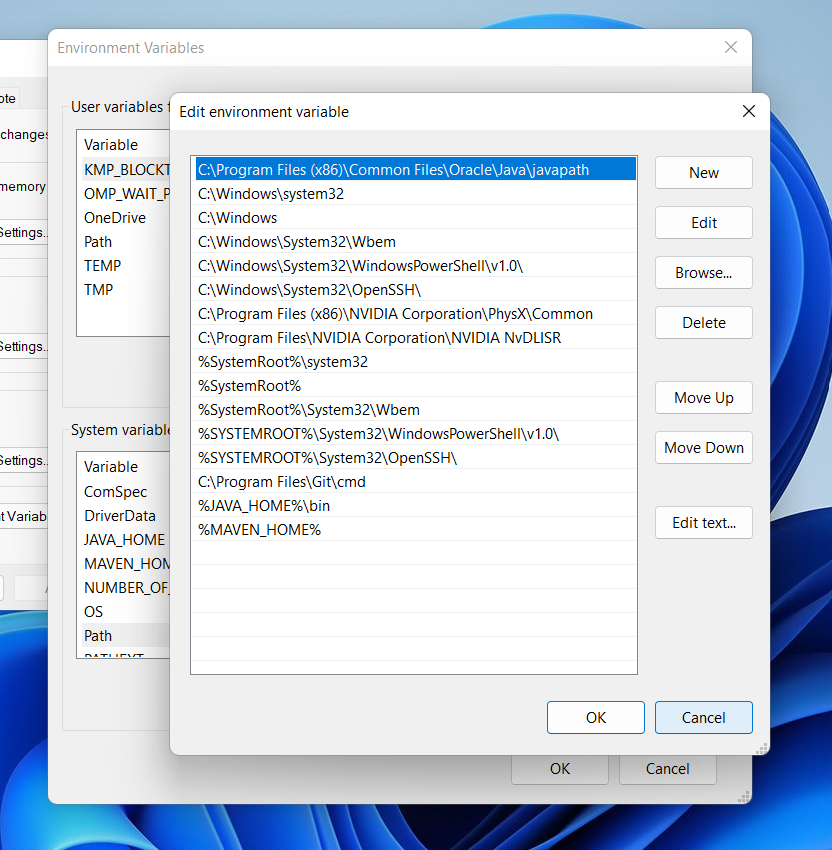 Environment Variables
ote
changes
memory
Settings..
Settings..
Settings..
t Variab
User variables f
Variable
KMP_BLOCKT
OMP_WAIT_P
OneDrive
Path
TEMP
TMP
System variable
Variable
ComSpec
DriverData
JAVA_HOME
MAVEN_HOM
NUMBER_OF_
OS
Path
PATHEXT
Edit environment variable
C:\Program Files (x86)\Common Files\Oracle\Java\javapath
C:\Windows\system32
C:\Windows
C:\Windows\System32\Wbem
C:\Windows\System32\WindowsPowerShell\v1.0\
C:\Windows\System32\OpenSSH\
C:\Program Files (x86)\NVIDIA Corporation\PhysX\Common
C:\Program Files\NVIDIA Corporation\NVIDIA NvDLISR
%SystemRoot%\system32
%SystemRoot%
%SystemRoot%\System32\Wbem
%SYSTEMROOT%\System32\WindowsPowerShell\v1.0\
%SYSTEMROOT%\System32\OpenSSH\
C:\Program Files\Git\cmd
%JAVA_HOME%\bin
%MAVEN_HOME%
New
Edit
Browse...
Delete
Move Up
Move Down
Edit text...
OK
Cancel
OK
Cancel